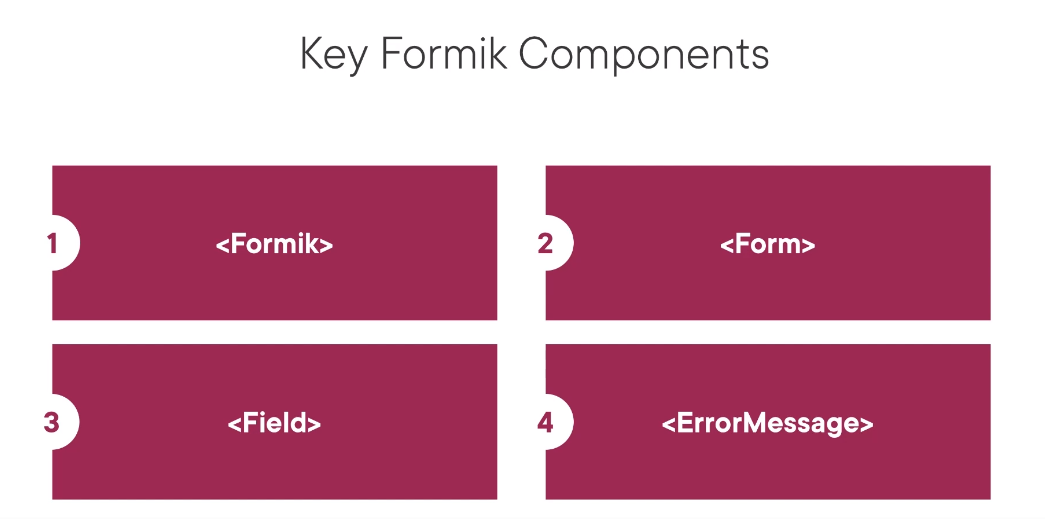 Key Formik Components
1
<Formik>
2
<Form>
3
<Field>
4
<ErrorMessage>